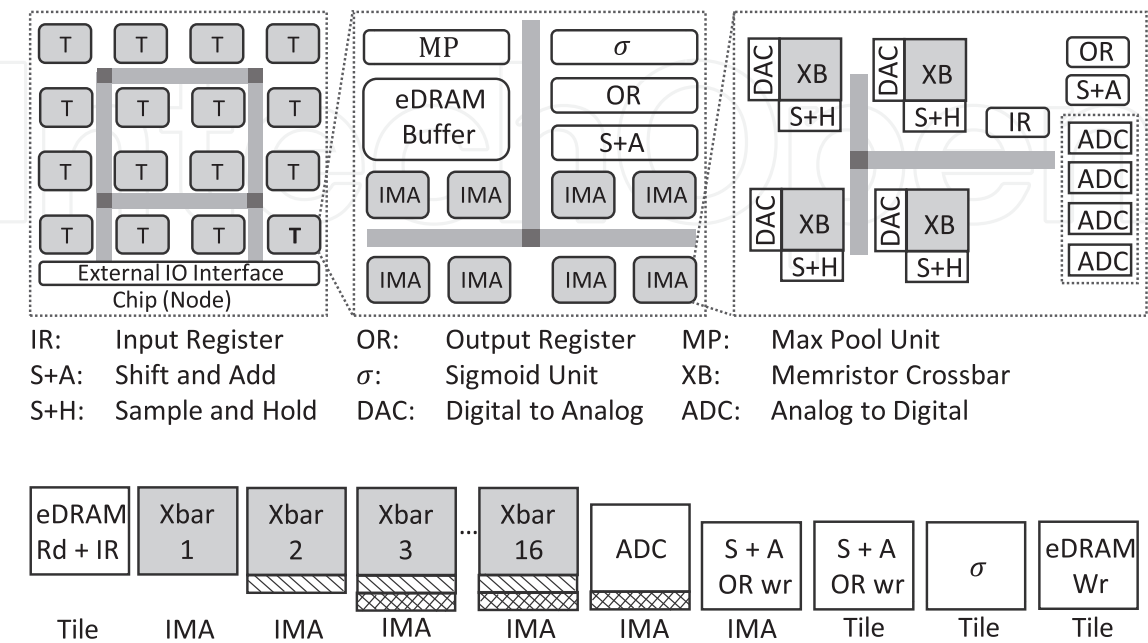 T T T T
T T T T
T T T T
T T T T
External IO Interface
Chip (Node)
MP
σ
eDRAM
Buffer
OR
S+A
IMA IMA IMA IMA
IMA IMA IMA IMA
DAC XB
S+H
DAC XB
S+H
DAC XB
S+H
DAC XB
S+H
IR
OR
S+A
ADC
ADC
ADC
ADC
IR: Input Register OR: Output Register MP: Max Pool Unit
S+A: Shift and Add σ: Sigmoid Unit XB: Memristor Crossbar
S+H: Sample and Hold DAC: Digital to Analog ADC: Analog to Digital
eDRAM
Rd + IR
Xbar
1
Xbar
2
Xbar
3
...
Xbar
16
ADC
S + A
OR wr
S + A
OR wr
σ
eDRAM
Wr
Tile IMA IMA IMA IMA IMA IMA Tile Tile Tile
IntechOpen